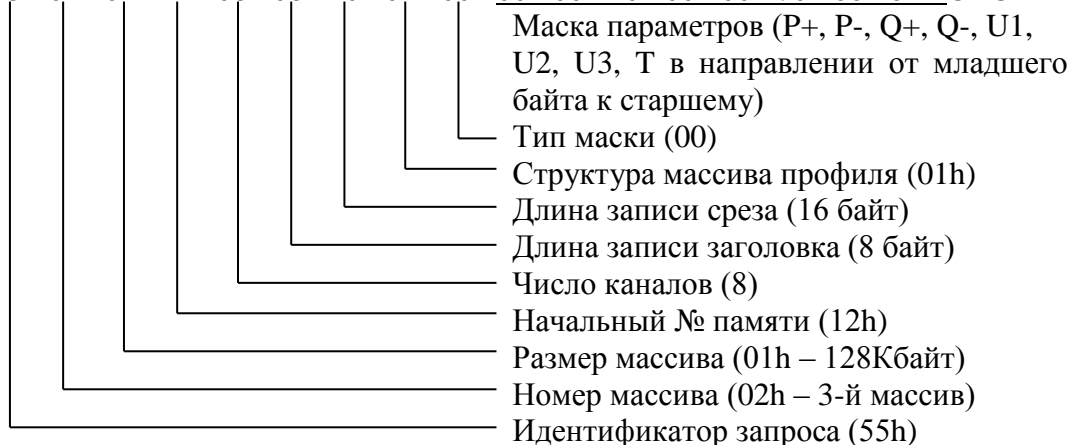 Маска параметров (P+, P-, Q+, Q-, U1,
U2, U3, T в направлении от младшего
байта к старшему)
Тип маски (00)
Структура массива профиля (01h)
Длина записи среза (16 байт)
Длина записи заголовка (8 байт)
Число каналов (8)
Начальный № памяти (12h)
Размер массива (01h – 128Кбайт)
Номер массива (02h – 3-й массив)
Идентификатор запроса (55h)